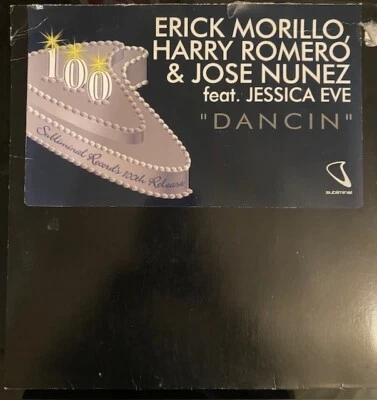 ERICK MORILLO,
HARRY ROMERO
& JOSE NUNEZ
feat. JESSICA EVE
"DANCIN"
100
Subliminal Records 100th Release
subliminal